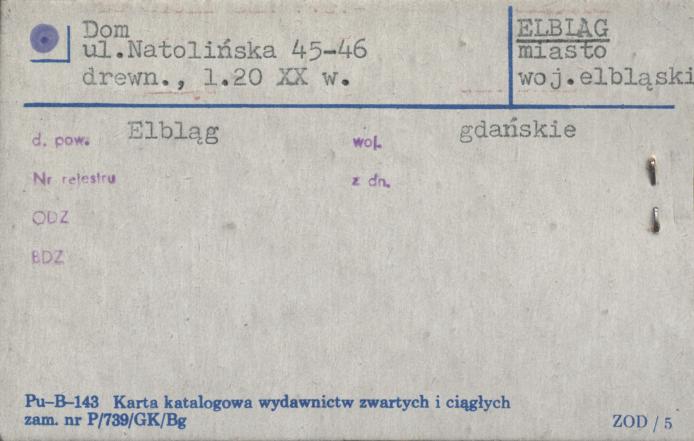 Dom
ul.Natolińska 45-46
drewn., l.20 XX w.
ELBLĄG
miasto
woj.elbląski
d. pow. Elbląg woj. gdańskie
Nr rejestru z dn.
ODZ
BDZ
Pu-B-143 Karta katalogowa wydawnictw zwartych i ciągłych
zam. nr P/739/GK/Bg
ZOD / 5